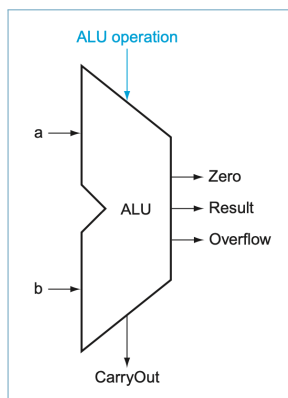 ALU operation
a
Zero
ALU
Result
Overflow
b
CarryOut